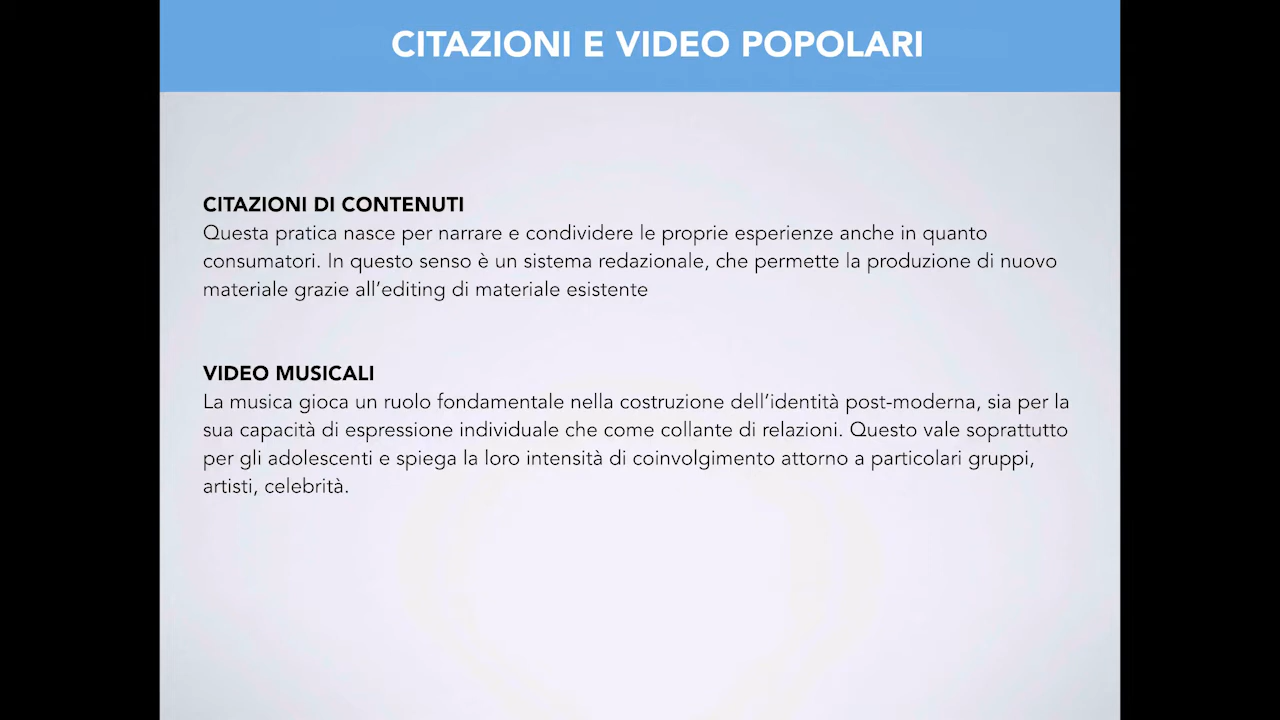 CITAZIONI E VIDEO POPOLARI
CITAZIONI DI CONTENUTI
Questa pratica nasce per narrare e condividere le proprie esperienze anche in quanto
consumatori. In questo senso è un sistema redazionale, che permette la produzione di nuovo
materiale grazie all’editing di materiale esistente
VIDEO MUSICALI
La musica gioca un ruolo fondamentale nella costruzione dell’identità post-moderna, sia per la
sua capacità di espressione individuale che come collante di relazioni. Questo vale soprattutto
per gli adolescenti e spiega la loro intensità di coinvolgimento attorno a particolari gruppi,
artisti, celebrità.